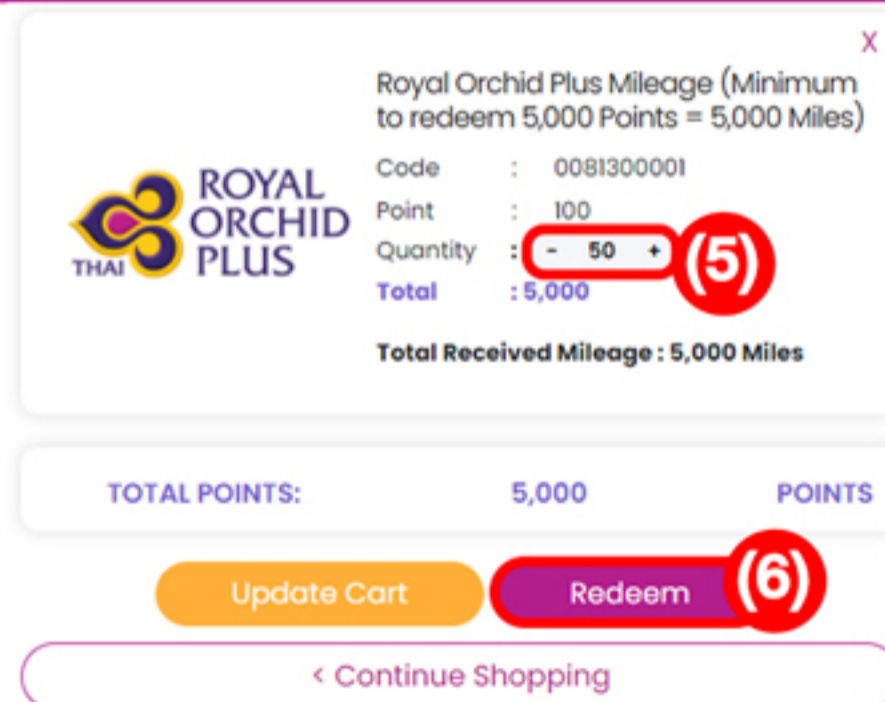 X
Royal Orchid Plus Mileage (Minimum
to redeem 5,000 Points = 5,000 Miles)
Code : 0081300001
Point : 100
Quantity : - 50 + (5)
Total : 5,000
Total Received Mileage : 5,000 Miles
THAI
ROYAL
ORCHID
PLUS
TOTAL POINTS: 5,000 POINTS
Update Cart Redeem (6)
< Continue Shopping